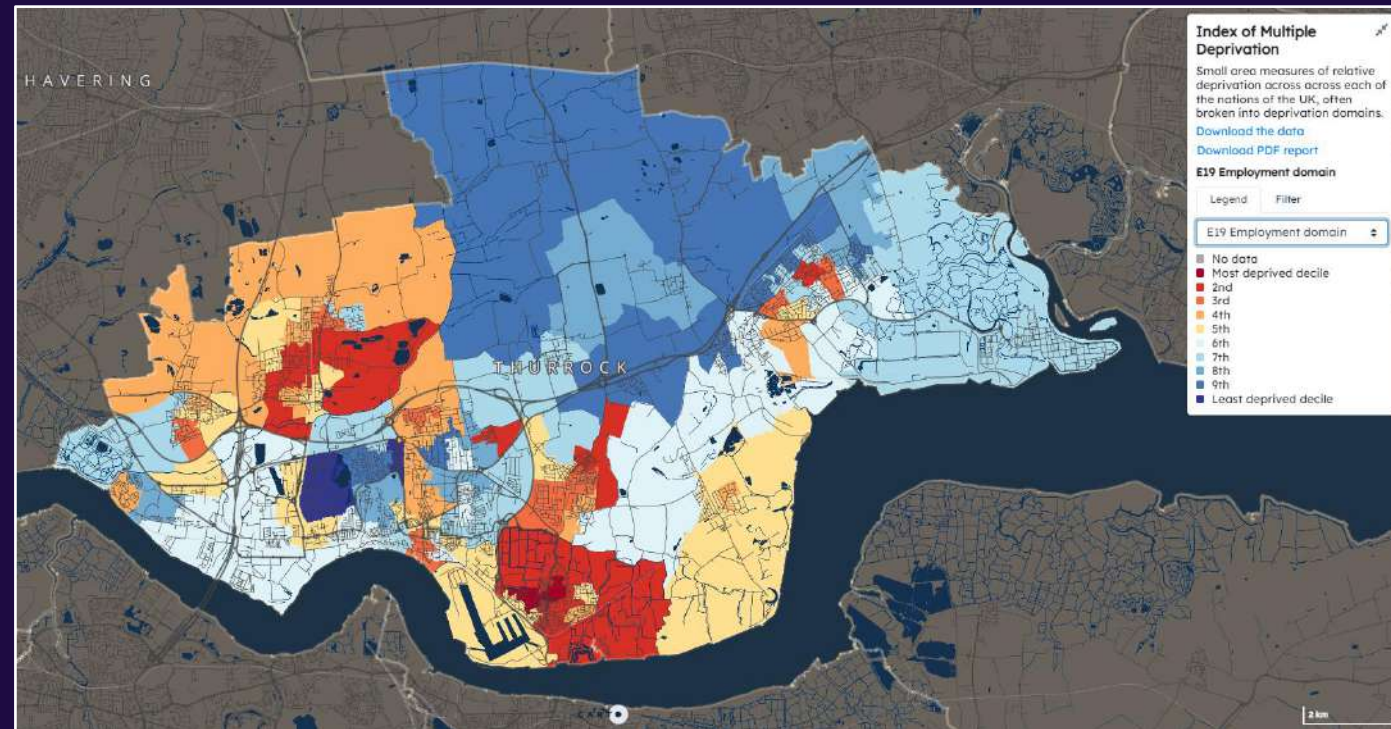 HAVERING
THURROCK
Index of Multiple
Deprivation
Small area measures of relative
deprivation across across each of
the nations of the UK, often
broken into deprivation domains.
Download the data
Download PDF report
E19 Employment domain
Legend
Filter
E19 Employment domain
No data
Most deprived decile
2nd
3rd
4th
5th
6th
7th
8th
9th
Least deprived decile
2 km